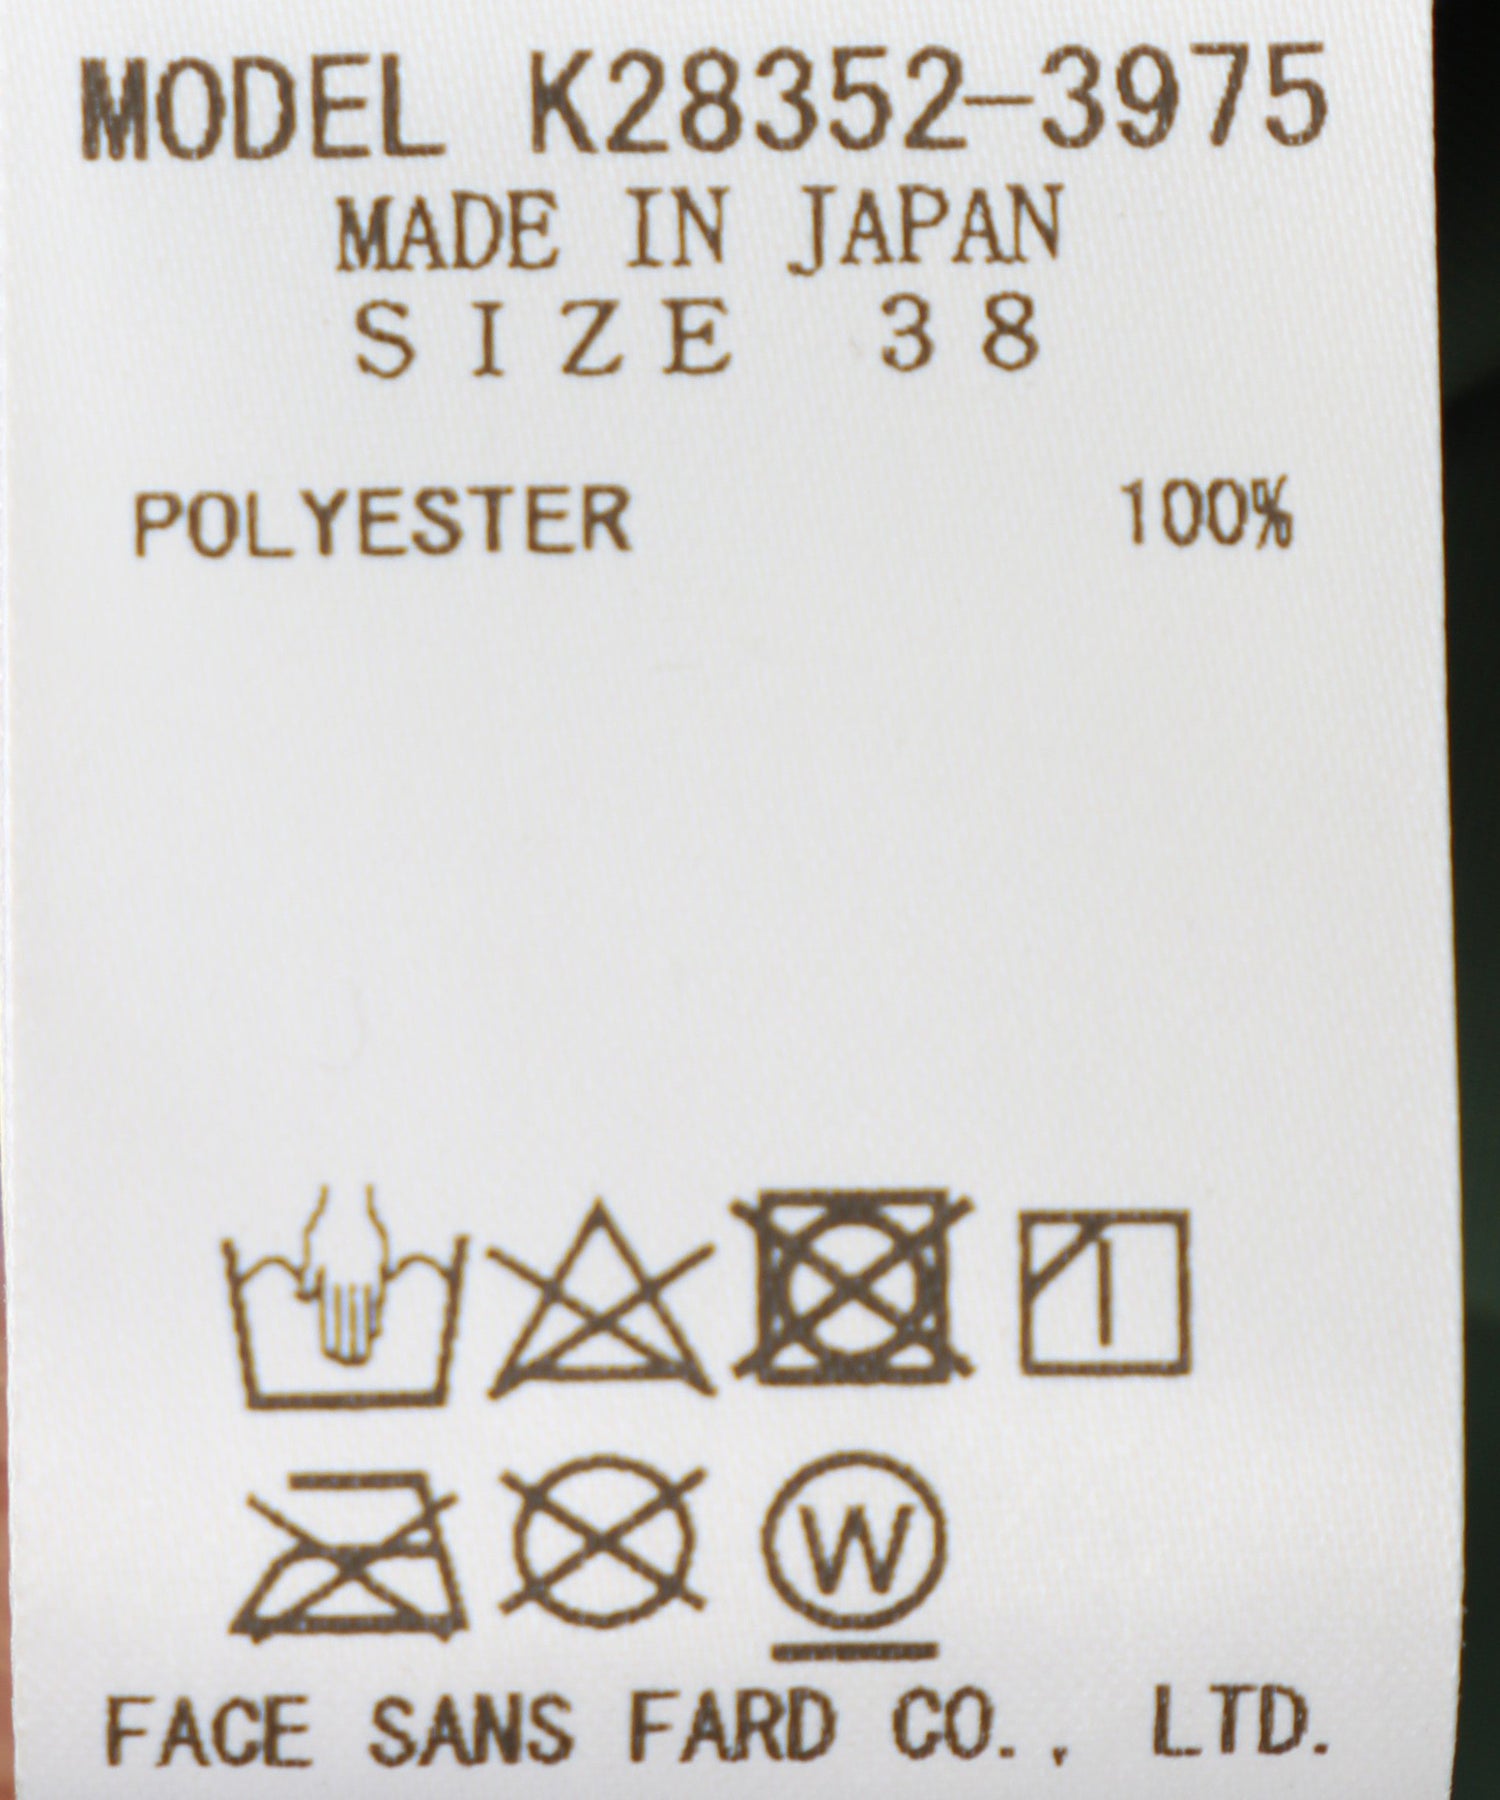 MODEL K28352-3975
MADE IN JAPAN
SIZE 38
POLYESTER 100%
W
FACE SANS FARD CO., LTD.